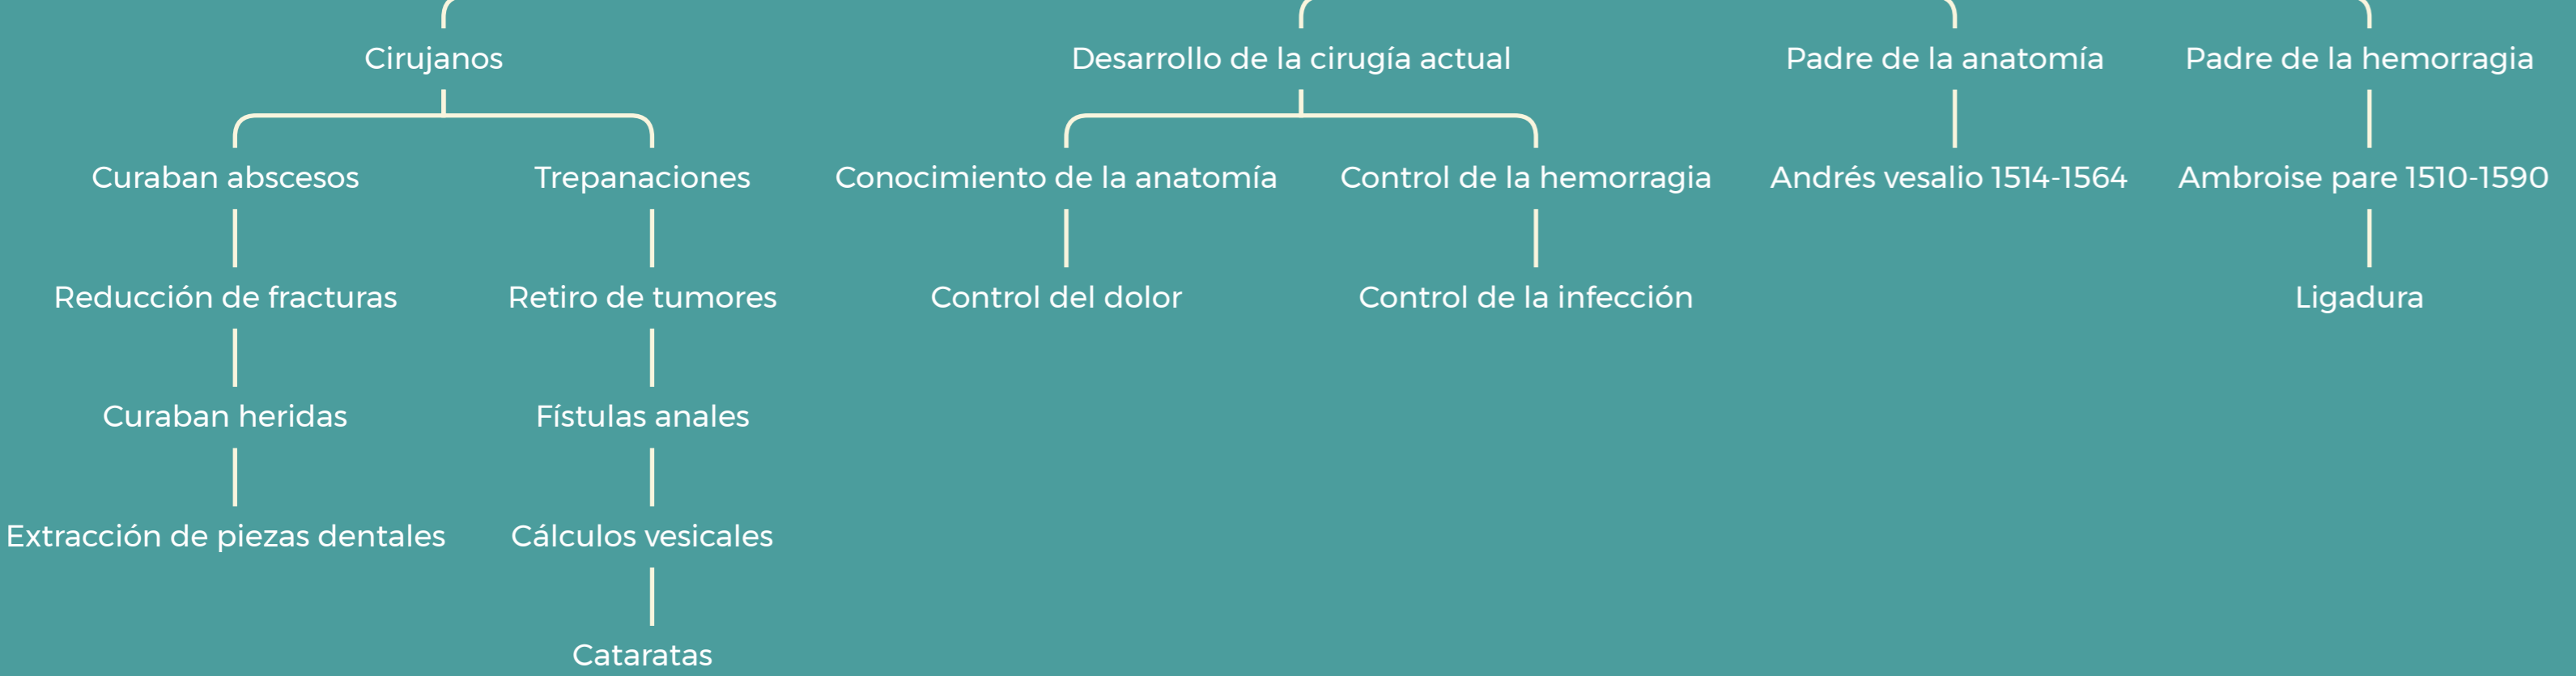 Cirujanos
Desarrollo de la cirugía actual
Padre de la anatomía
Padre de la hemorragia
Curaban abscesos
Trepanaciones
Conocimiento de la anatomía
Control de la hemorragia
Andrés vesalio 1514-1564
Ambroise pare 1510-1590
Reducción de fracturas
Retiro de tumores
Control del dolor
Control de la infección
Ligadura
Curaban heridas
Fístulas anales
Extracción de piezas dentales
Cálculos vesicales
Cataratas